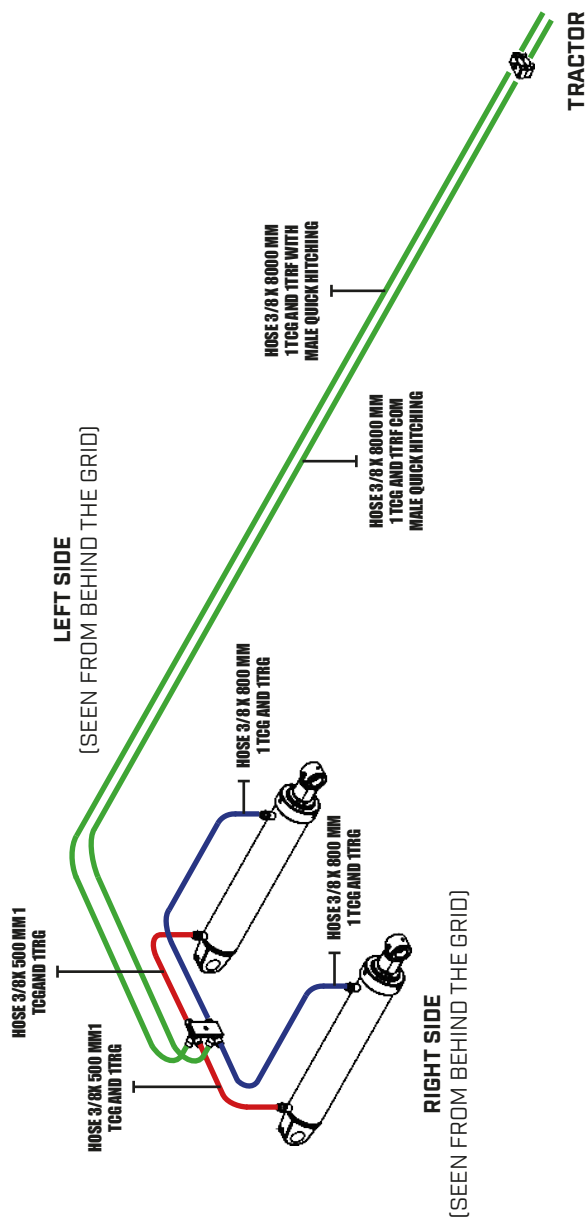 LEFT SIDE
(SEEN FROM BEHIND THE GRID)
HOSE 3/8X 500 MM 1
TCGAND 1TRG
HOSE 3/8X 500 MM1
TCGAND 1TRG
HOSE 3/8 X 800 MM
1 TCG AND 1TRG
HOSE 3/8 X 800 MM
1 TCG AND 1TRG
RIGHT SIDE
(SEEN FROM BEHIND THE GRID)
HOSE 3/8 X 8000 MM
1 TCG AND 1TRF WITH
MALE QUICK HITCHING
HOSE 3/8 X 8000 MM
1 TCG AND 1TRF COM
MALE QUICK HITCHING
TRACTOR